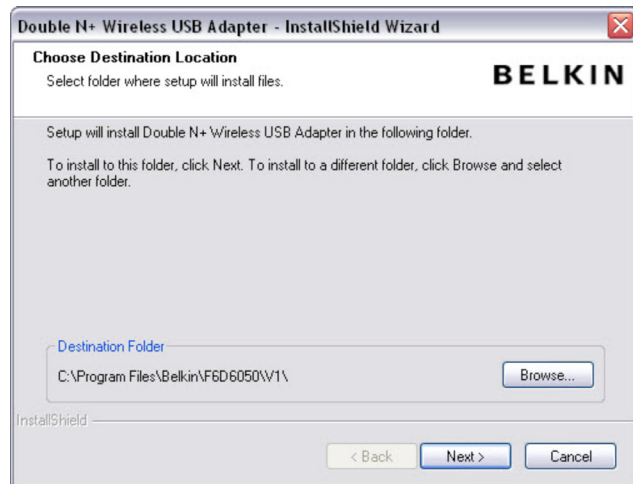 Double N+ Wireless USB Adapter - InstallShield Wizard
Choose Destination Location
Select folder where setup will install files.
BELKIN
Setup will install Double N+ Wireless USB Adapter in the following folder.
To install to this folder, click Next. To install to a different folder, click Browse and select
another folder.
Destination Folder
C:\Program Files\Belkin\F6D6050\V1\
Browse...
InstallShield
< Back
Next >
Cancel